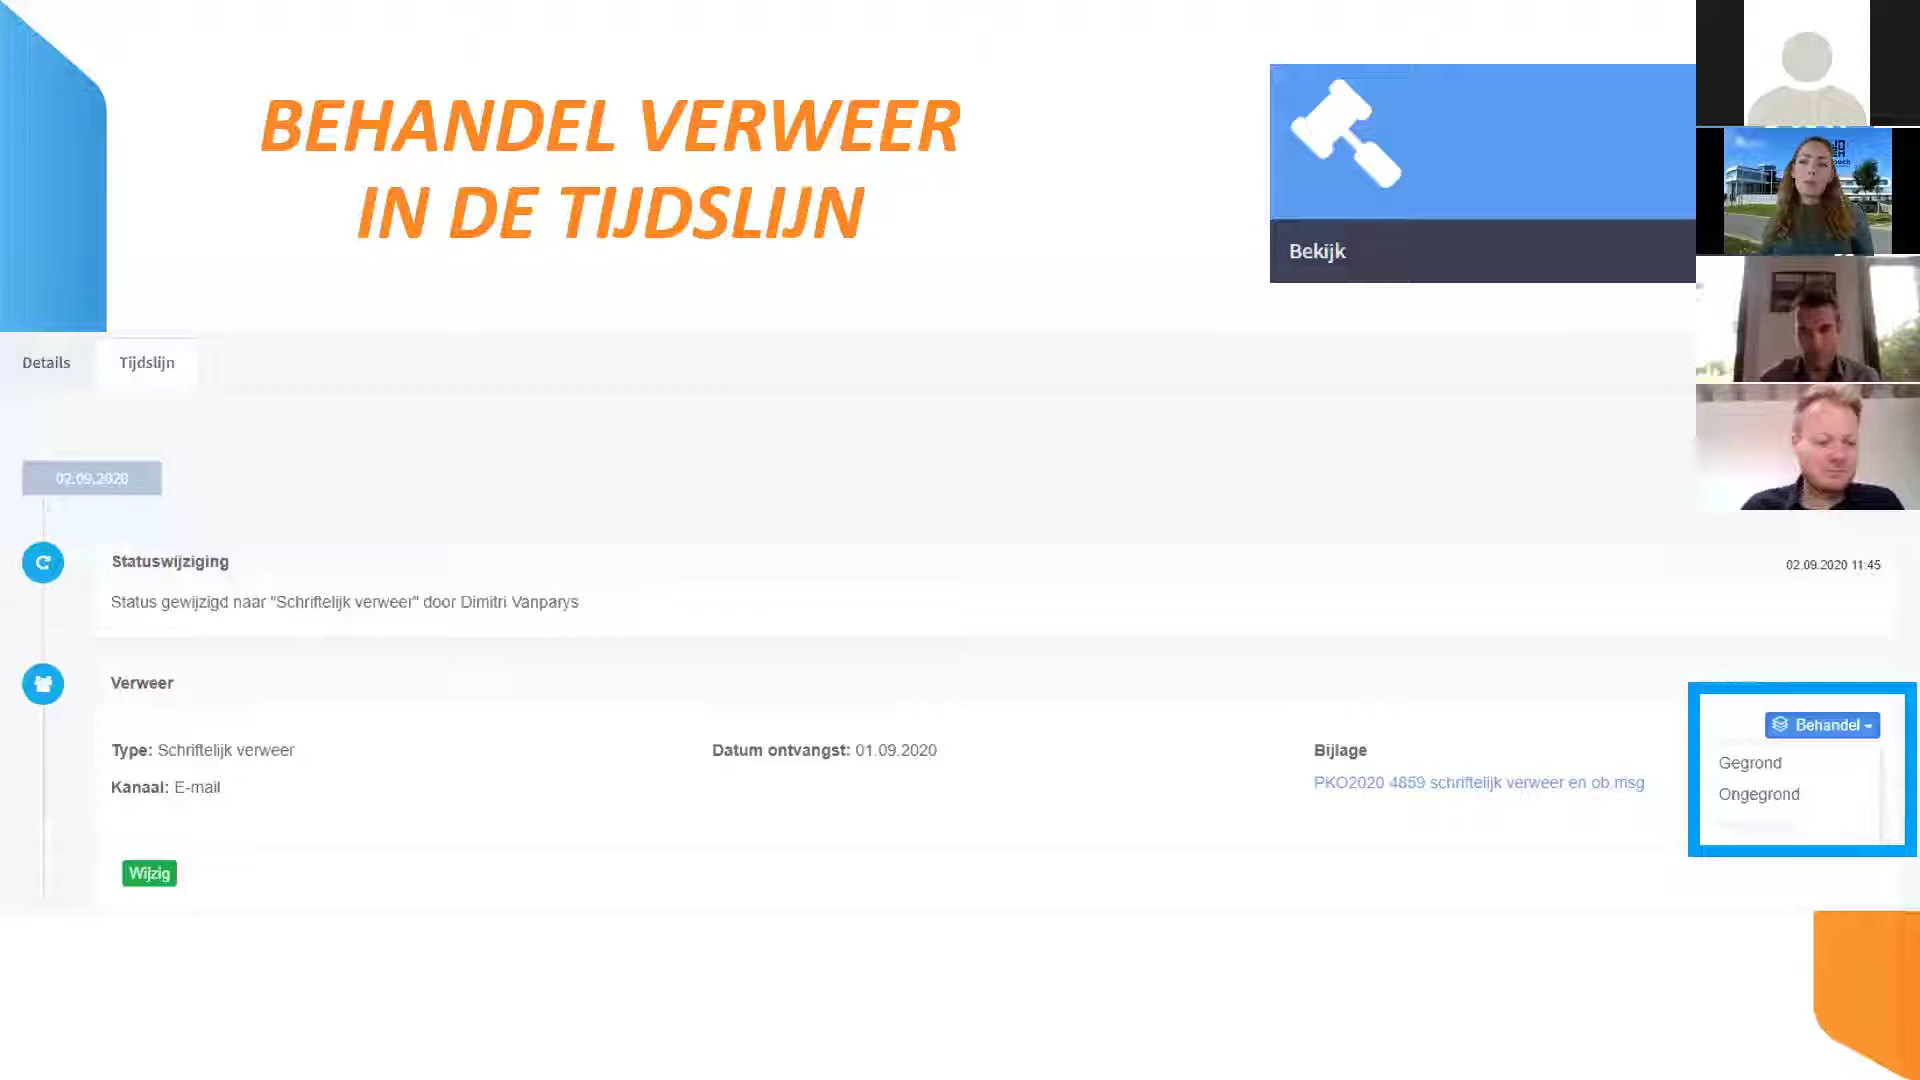 BEHANDEL VERWEER
IN DE TIJDSLIJN
Bekijk
Details
Tijdslijn
02.09.2020
Statuswijziging
02.09.2020 11:45
Status gewijzigd naar "Schriftelijk verweer" door Dimitri Vanparys
Verweer
Behandel
Type: Schriftelijk verweer
Datum ontvangst: 01.09.2020
Bijlage
Gegrond
Kanaal: E-mail
PKO2020 4859 schriftelijk verweer en ob.msg
Ongegrond
Wijzig